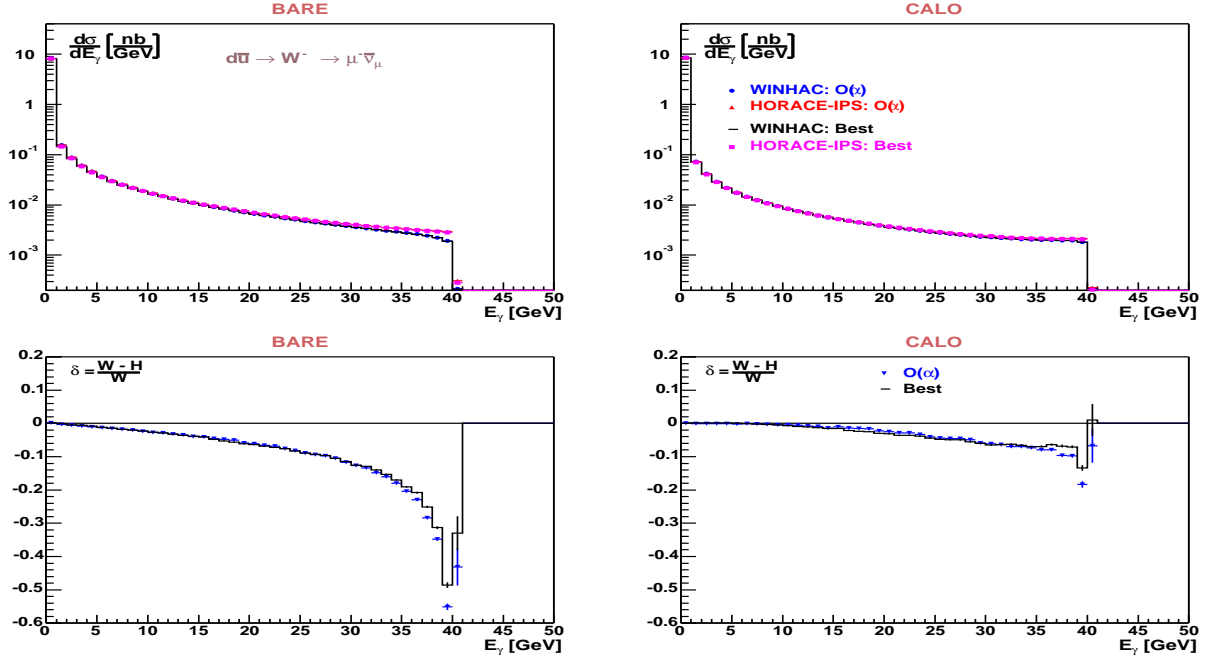 BARE
dσ/dE_γ [nb/GeV]
d u̅ → W⁻ → μ⁻ ν̅_μ
10
1
10⁻¹
10⁻²
10⁻³
0 5 10 15 20 25 30 35 40 45 50
E_γ [GeV]
CALO
dσ/dE_γ [nb/GeV]
WINHAC: O(α)
HORACE-IPS: O(α)
WINHAC: Best
HORACE-IPS: Best
10
1
10⁻¹
10⁻²
10⁻³
0 5 10 15 20 25 30 35 40 45 50
E_γ [GeV]
BARE
δ = W - H / W
0.2
0.1
0
-0.1
-0.2
-0.3
-0.4
-0.5
-0.6
0 5 10 15 20 25 30 35 40 45 50
E_γ [GeV]
CALO
δ = W - H / W
O(α)
Best
0.2
0.1
0
-0.1
-0.2
-0.3
-0.4
-0.5
-0.6
0 5 10 15 20 25 30 35 40 45 50
E_γ [GeV]